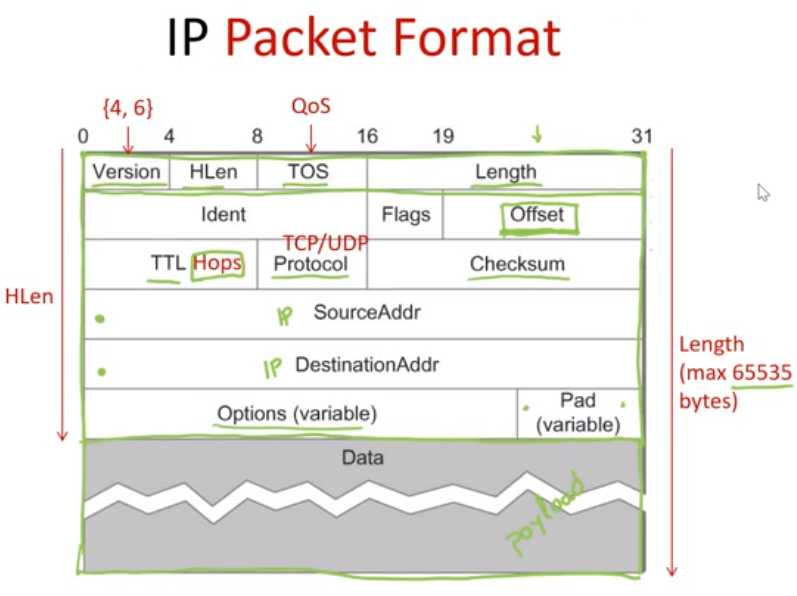 IP Packet Format
{4, 6} QoS
0 4 8 16 19 31
Version HLen TOS Length
Ident Flags Offset
TCP/UDP
TTL Hops Protocol Checksum
HLen
IP SourceAddr
IP DestinationAddr
Length
(max 65535
bytes)
Options (variable) Pad
(variable)
Data
payload